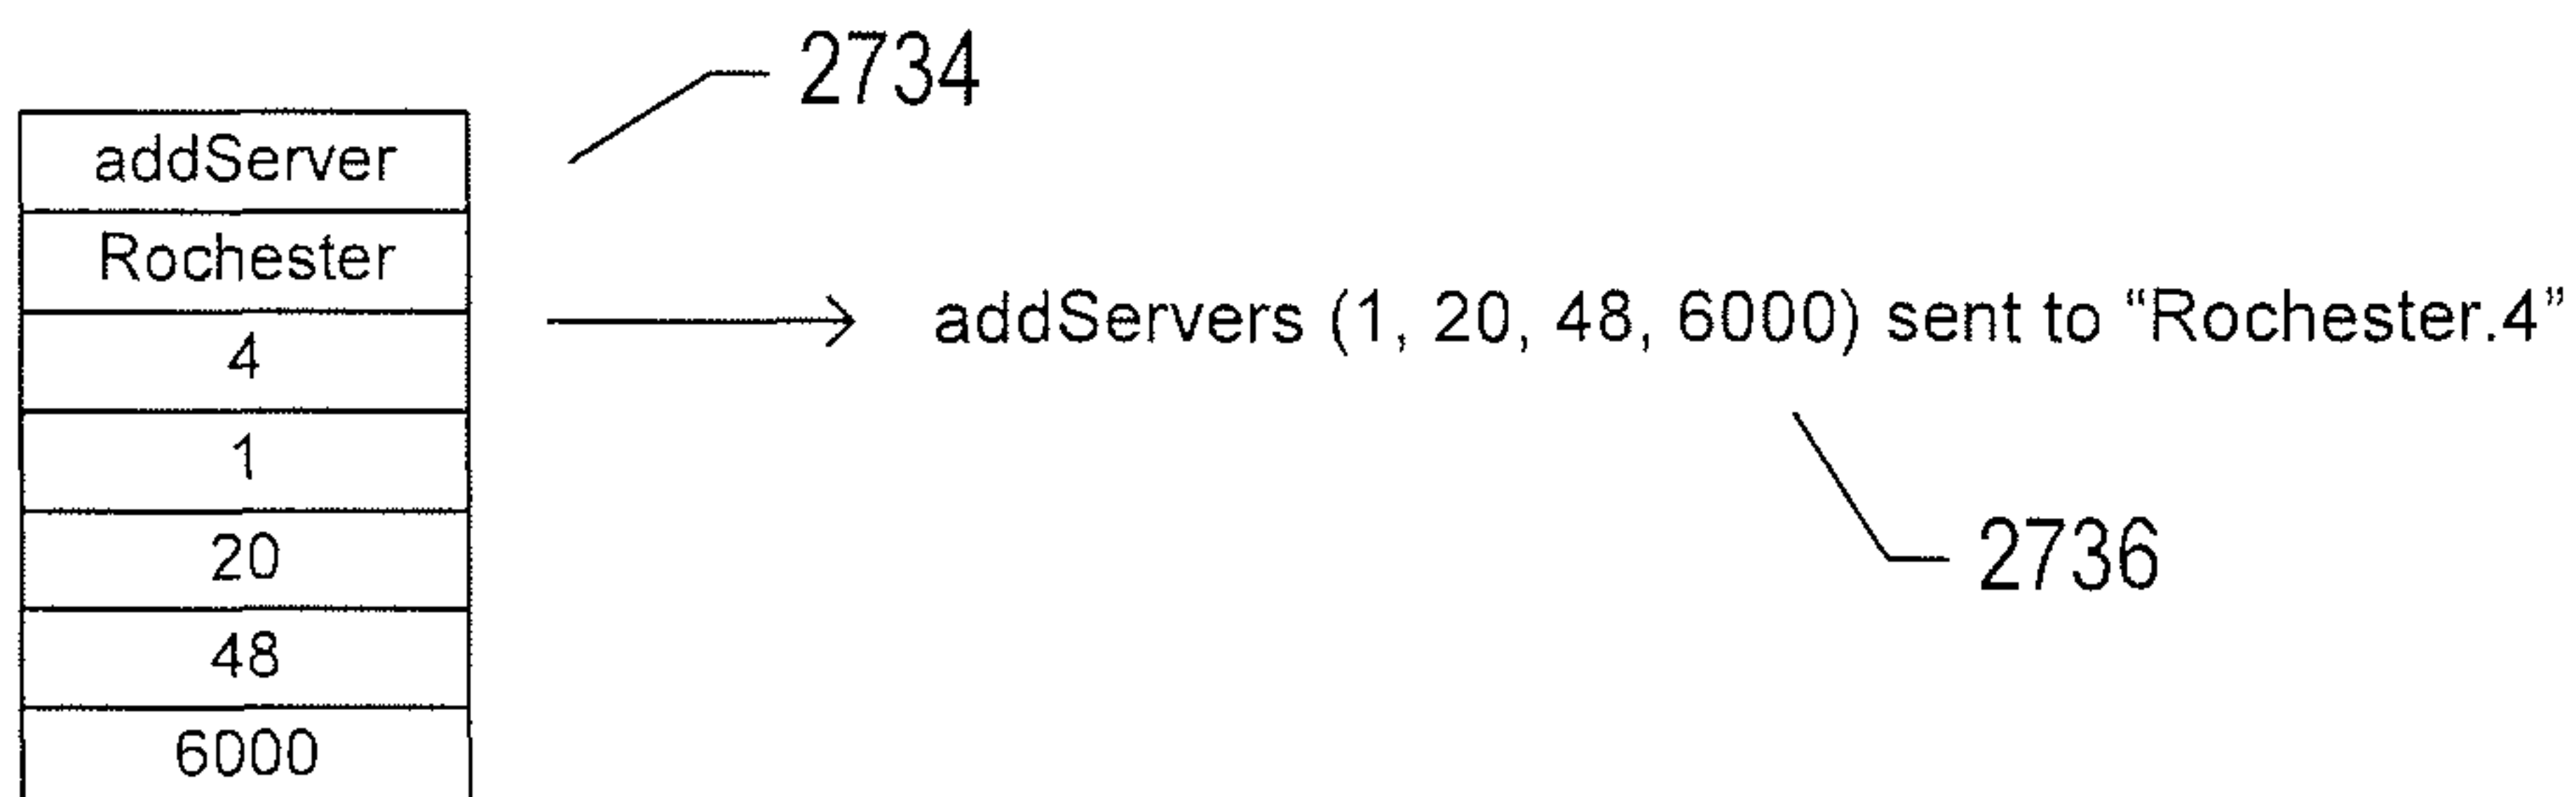 2734
addServer
Rochester
4
1
20
48
6000
addServers (1, 20, 48, 6000) sent to “Rochester.4”
2736